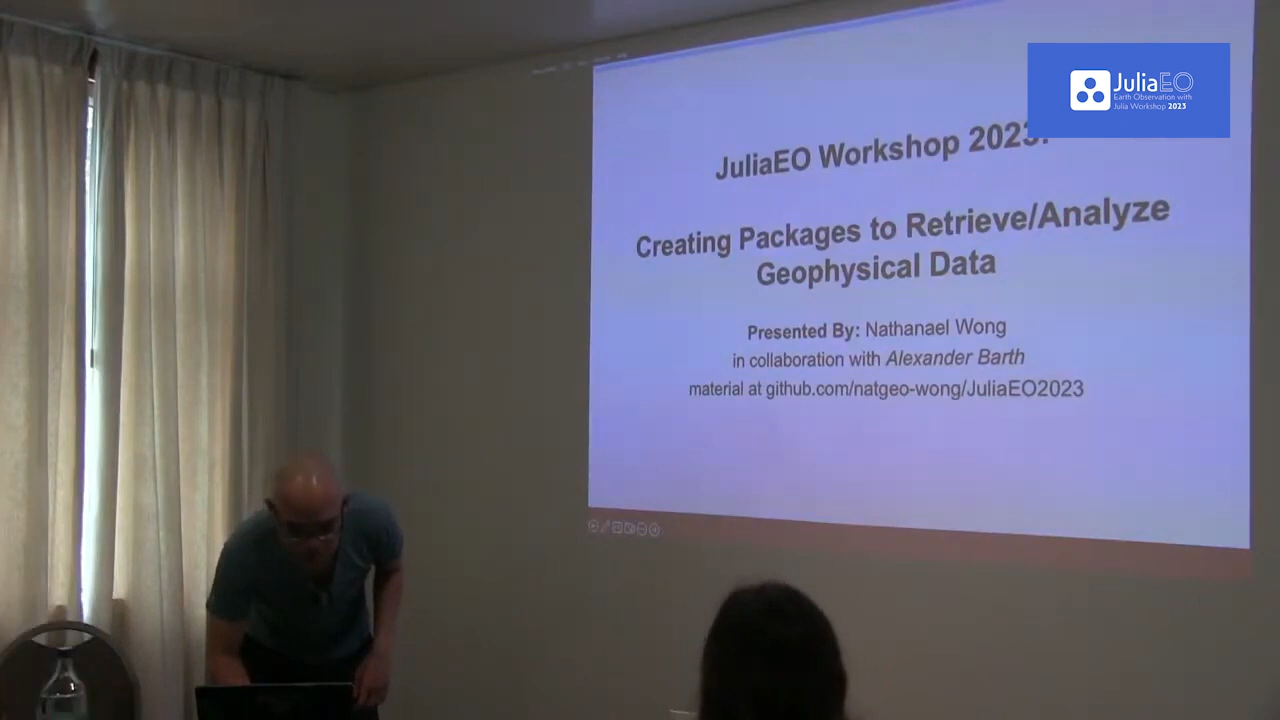 JuliaEO
Earth Observation with
Julia Workshop 2023
JuliaEO Workshop 2023:
Creating Packages to Retrieve/Analyze
Geophysical Data
Presented By: Nathanael Wong
in collaboration with Alexander Barth
material at github.com/natgeo-wong/JuliaEO2023